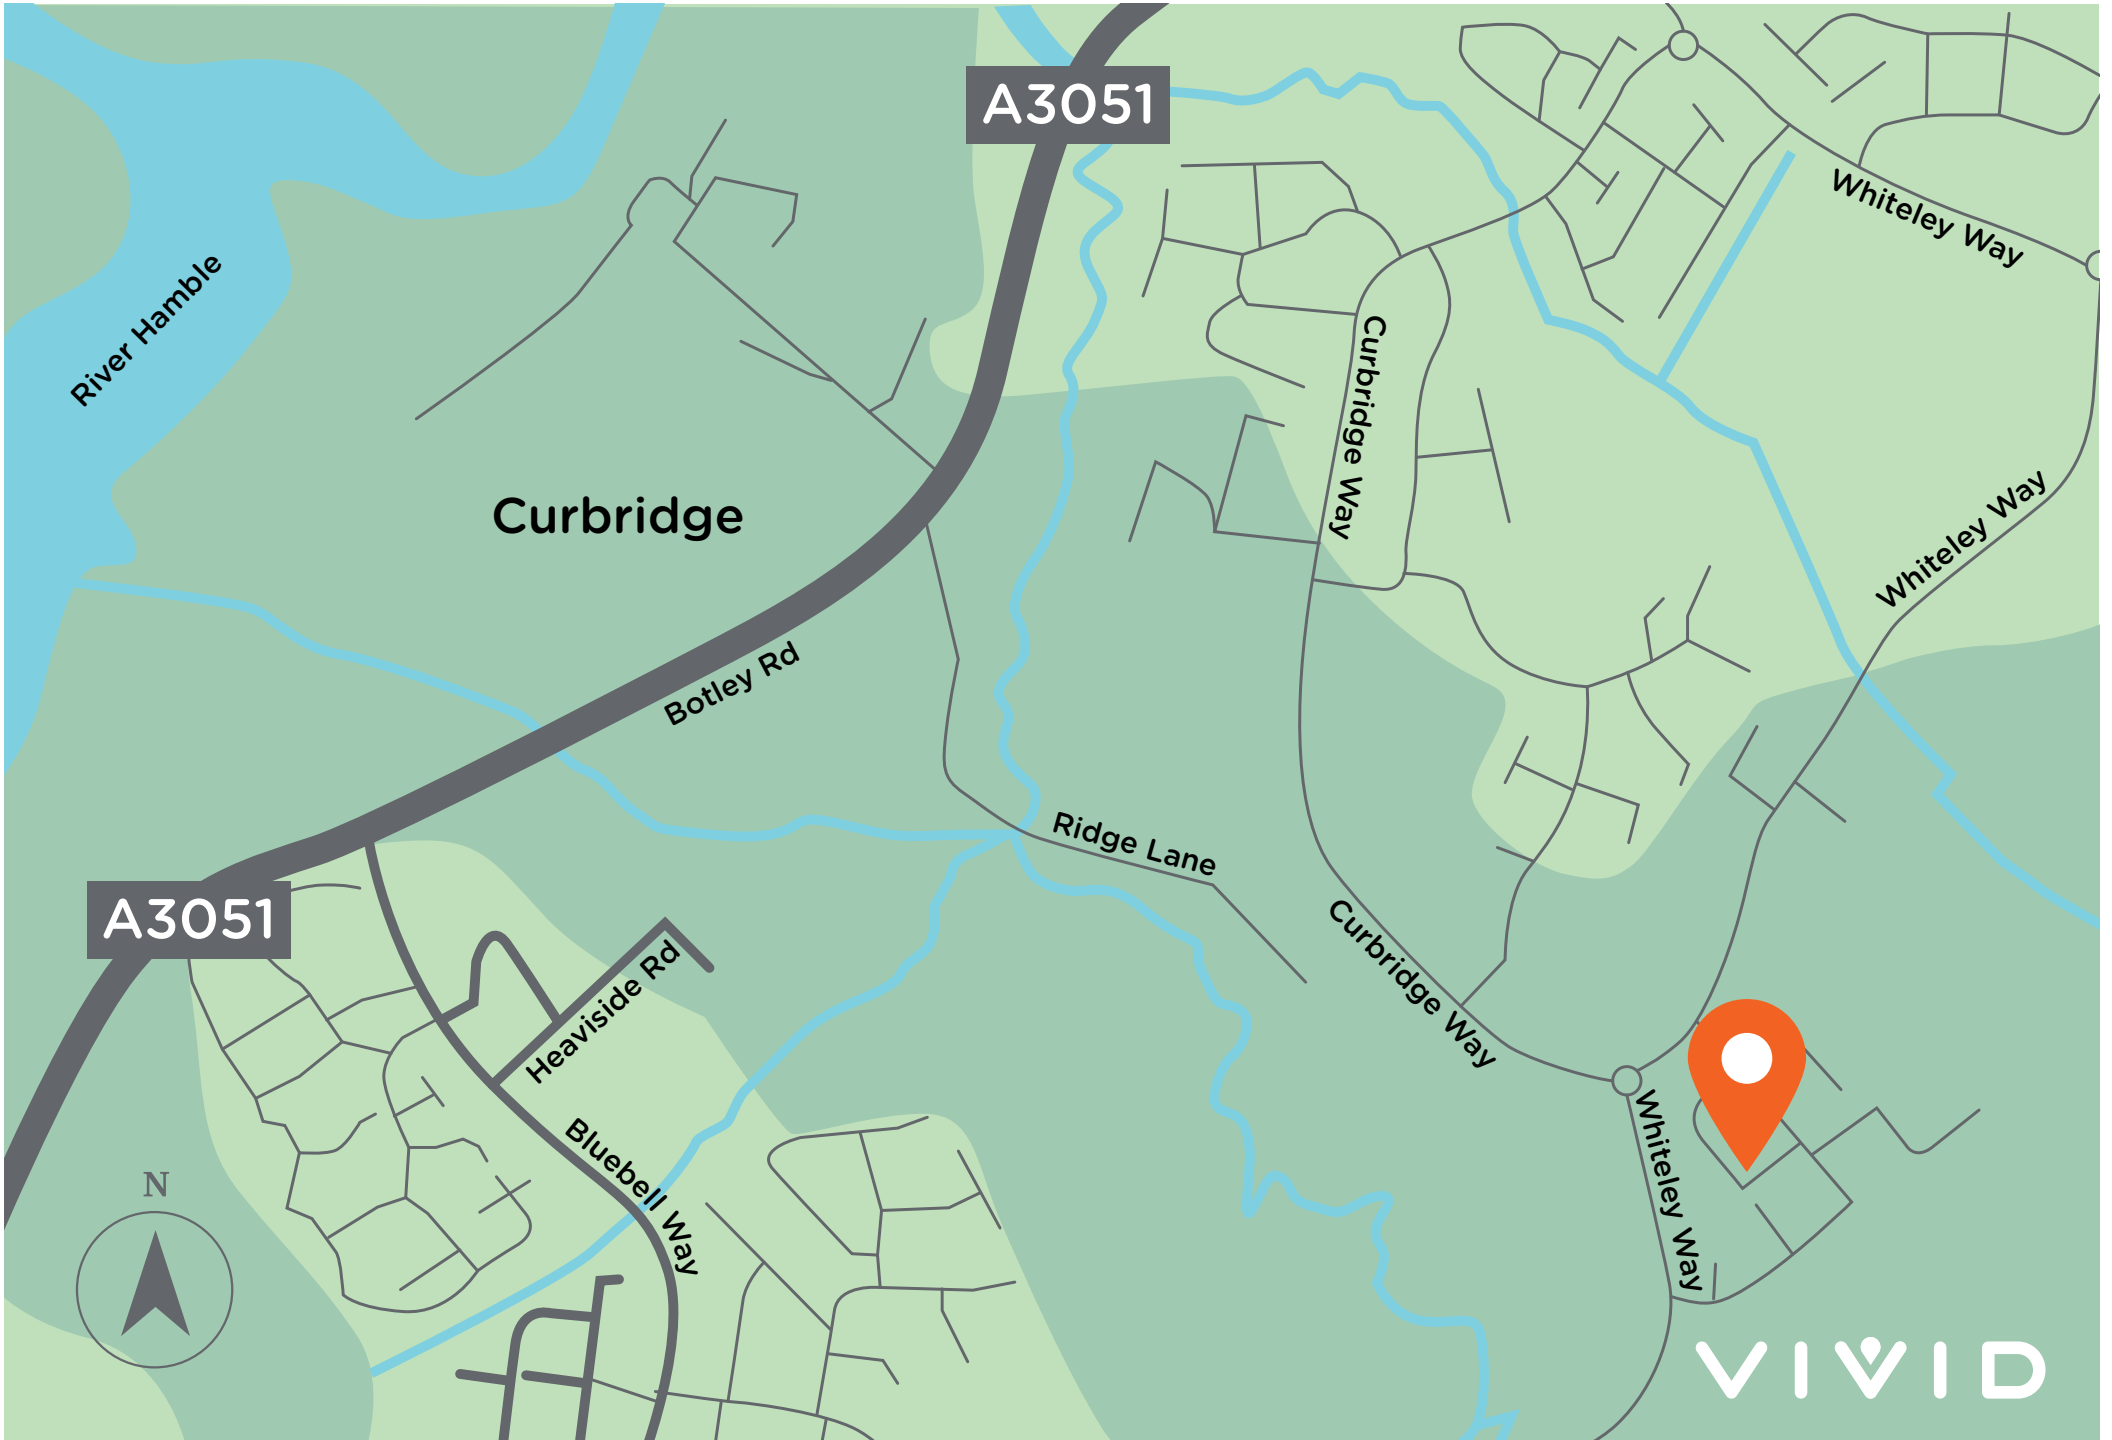 A3051
Whiteley Way
River Hamble
Curbridge Way
Curbridge
Whiteley Way
Botley Rd
Ridge Lane
A3051
Heaviside Rd
Curbridge Way
Bluebell Way
Whiteley Way
N
VIVID